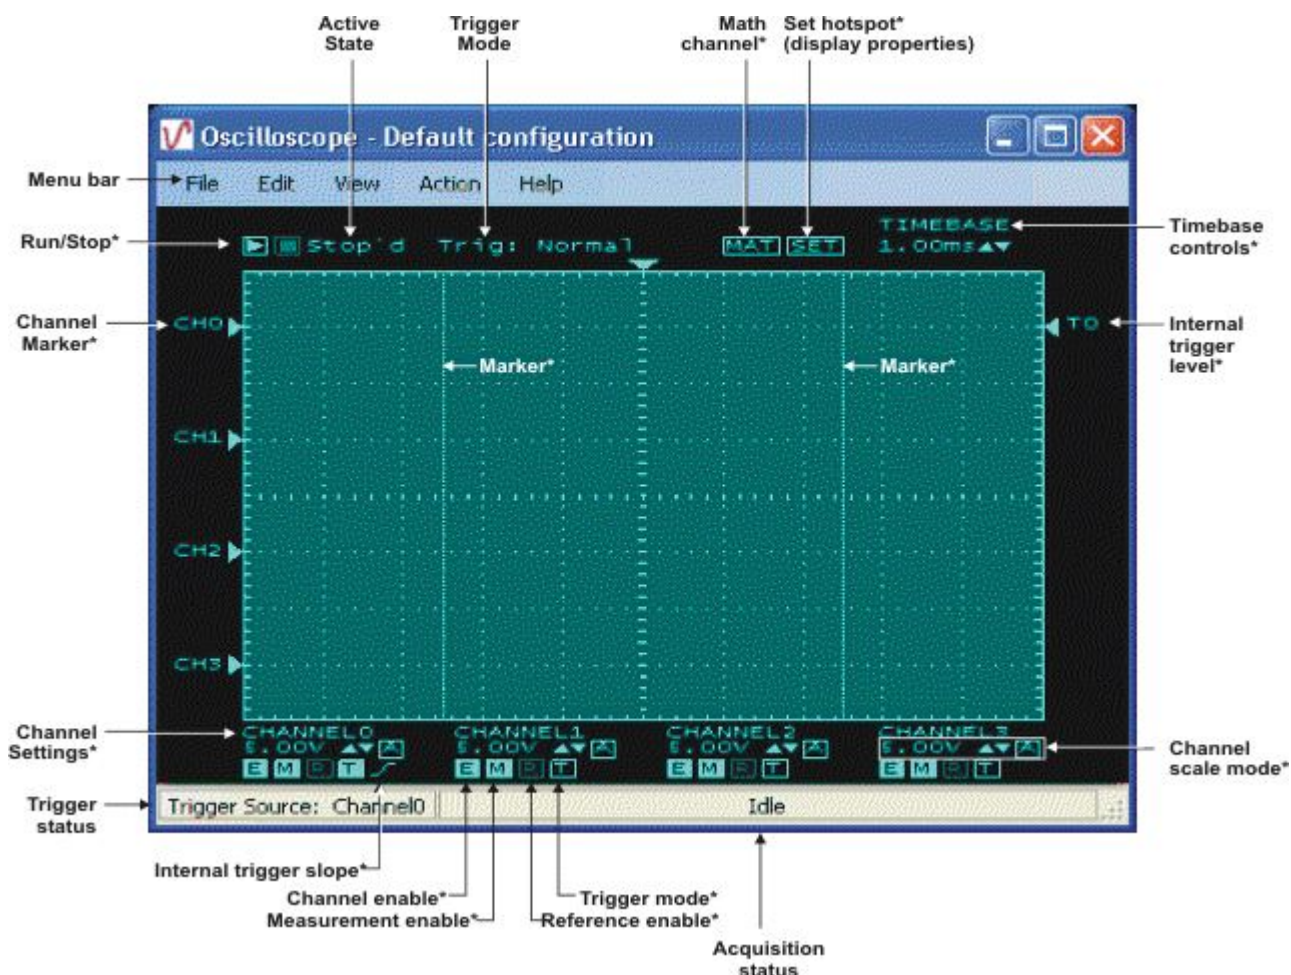 Active
State
Trigger
Mode
Math
channel*
Set hotspot*
(display properties)
Oscilloscope - Default configuration
Menu bar
File Edit View Action Help
Run/Stop*
Stop'd Trig: Normal
MAT SET
TIMEBASE
1.00ms
Timebase
controls*
Channel
Marker*
CH0
T0
Internal
trigger
level*
Marker*
Marker*
CH1
CH2
CH3
Channel
Settings*
CHANNEL0 CHANNEL1 CHANNEL2 CHANNEL3
5.00V A 5.00V A 5.00V A 5.00V A
E M R T E M R T E M R T E M R T
Channel
scale mode*
Trigger
status
Trigger Source: Channel0
Idle
Internal trigger slope*
Channel enable*
Trigger mode*
Measurement enable*
Reference enable*
Acquisition
status